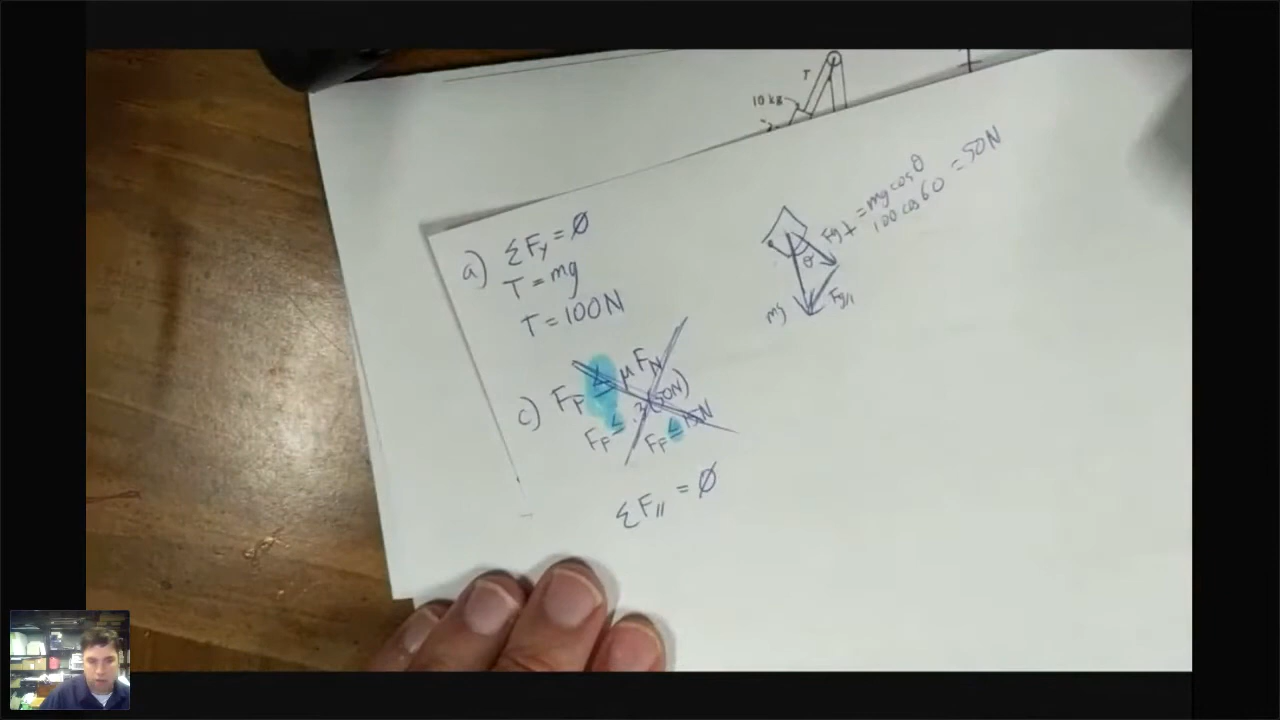 T
10 kg
a) ΣFy = ∅
T = mg
T = 100N
Fg⊥ = mg cosθ
100 cos 60 = 50N
θ
mg
Fg//
c) FF ≤ μFN
FF ≤ .3(50N)
FF ≤ 15N
ΣF// = ∅